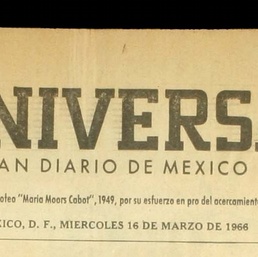 NIVERS
AN DIARIO DE MEXICO
"Maria Moors Cabot", 1949, por su esfuerzo en pro del acercamient
XICO, D. F., MIERCOLES 16 DE MARZO DE 1966